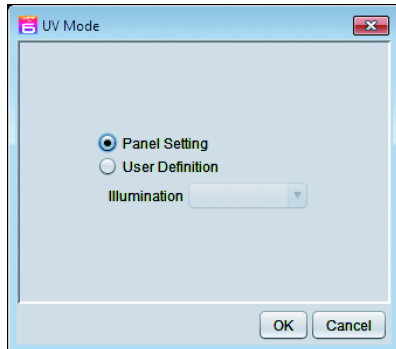 UV Mode
Panel Setting
User Definition
Illumination
OK Cancel